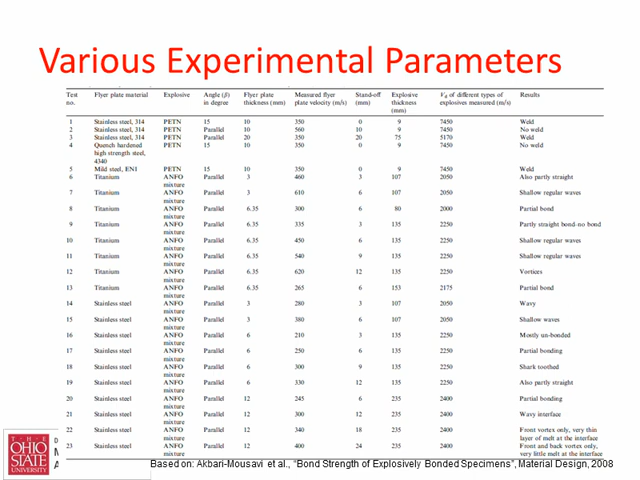 Various Experimental Parameters
Test no. Flyer plate material Explosive Angle (β) in degree Flyer plate thickness (mm) Measured flyer plate velocity (m/s) Stand-off (mm) Explosive thickness (mm) Vd of different types of explosives measured (m/s) Results
1 Stainless steel, 314 PETN 15 10 350 0 9 7450 Weld
2 Stainless steel, 314 PETN Parallel 10 560 10 9 7450 No weld
3 Stainless steel, 314 PETN Parallel 20 350 20 75 5170 Weld
4 Quench hardened high strength steel, 4340 PETN 15 10 350 0 9 7450 No weld
5 Mild steel, EN1 PETN 15 10 350 0 9 7450 Weld
6 Titanium ANFO mixture Parallel 3 460 3 107 2050 Also partly straight
7 Titanium ANFO mixture Parallel 3 610 6 107 2050 Shallow regular waves
8 Titanium ANFO mixture Parallel 6.35 300 6 80 2000 Partial bond
9 Titanium ANFO mixture Parallel 6.35 335 3 135 2250 Partly straight bond-no bond
10 Titanium ANFO mixture Parallel 6.35 450 6 135 2250 Shallow regular waves
11 Titanium ANFO mixture Parallel 6.35 540 9 135 2250 Shallow regular waves
12 Titanium ANFO mixture Parallel 6.35 620 12 135 2250 Vortices
13 Titanium ANFO mixture Parallel 6.35 265 6 153 2175 Partial bond
14 Stainless steel ANFO mixture Parallel 3 280 3 107 2050 Wavy
15 Stainless steel ANFO mixture Parallel 3 380 6 107 2050 Shallow waves
16 Stainless steel ANFO mixture Parallel 6 210 3 135 2250 Mostly un-bonded
17 Stainless steel ANFO mixture Parallel 6 250 6 135 2250 Partial bonding
18 Stainless steel ANFO mixture Parallel 6 300 9 135 2250 Shark toothed
19 Stainless steel ANFO mixture Parallel 6 330 12 135 2250 Also partly straight
20 Stainless steel ANFO mixture Parallel 12 245 6 235 2400 Partial bonding
21 Stainless steel ANFO mixture Parallel 12 300 12 235 2400 Wavy interface
22 Stainless steel ANFO mixture Parallel 12 340 18 235 2400 Front vortex only, very thin layer of melt at the interface
23 Stainless steel ANFO mixture Parallel 12 400 24 235 2400 Front and back vortex only, very little melt at the interface
T·H·E
OHIO
STATE
UNIVERSITY
Based on: Akbari-Mousavi et al., "Bond Strength of Explosively Bonded Specimens", Material Design, 2008